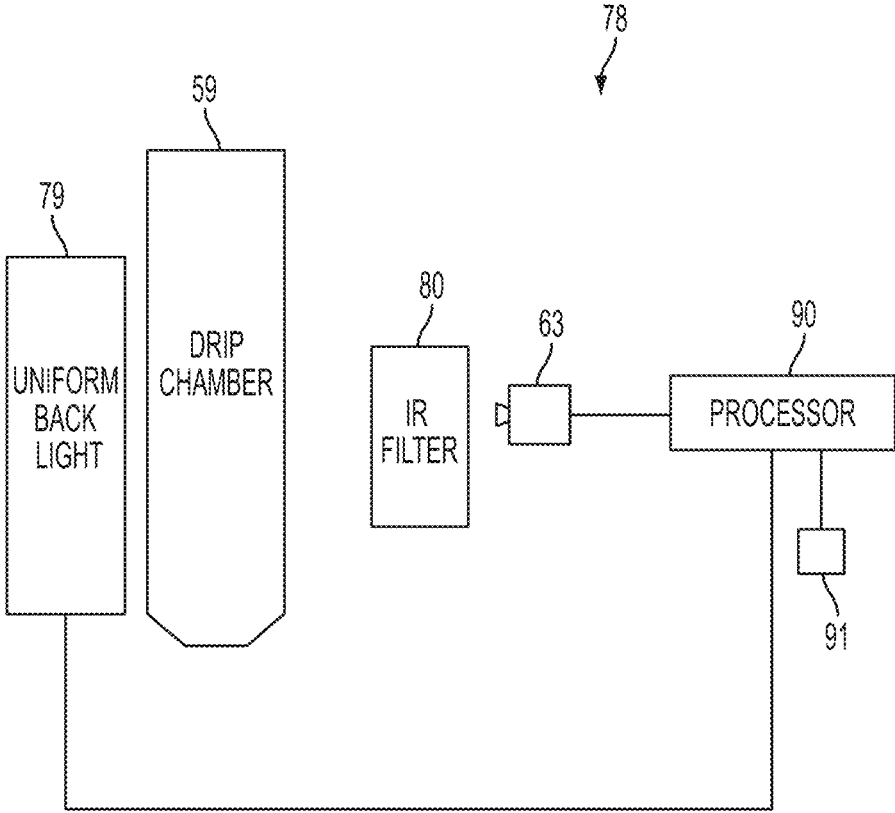 78
59
79
UNIFORM
BACK
LIGHT
DRIP
CHAMBER
80
IR
FILTER
63
90
PROCESSOR
91